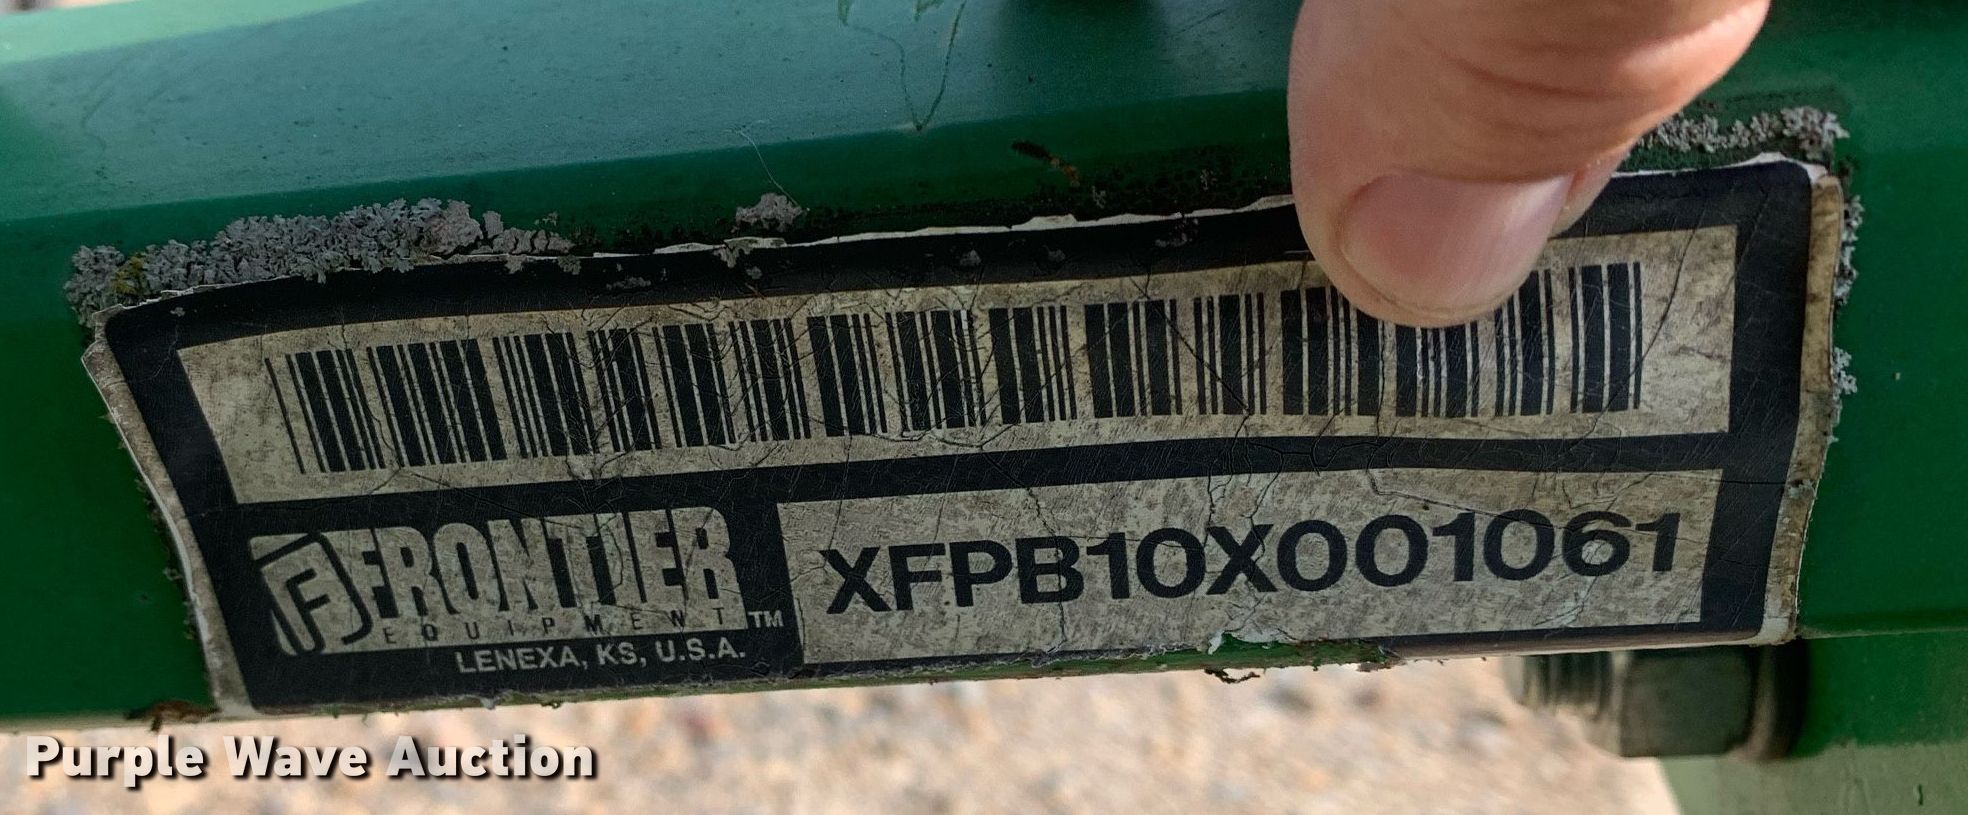 FRONTIER
EQUIPMENT™
LENEXA, KS, U.S.A.
XFPB10X001061
Purple Wave Auction